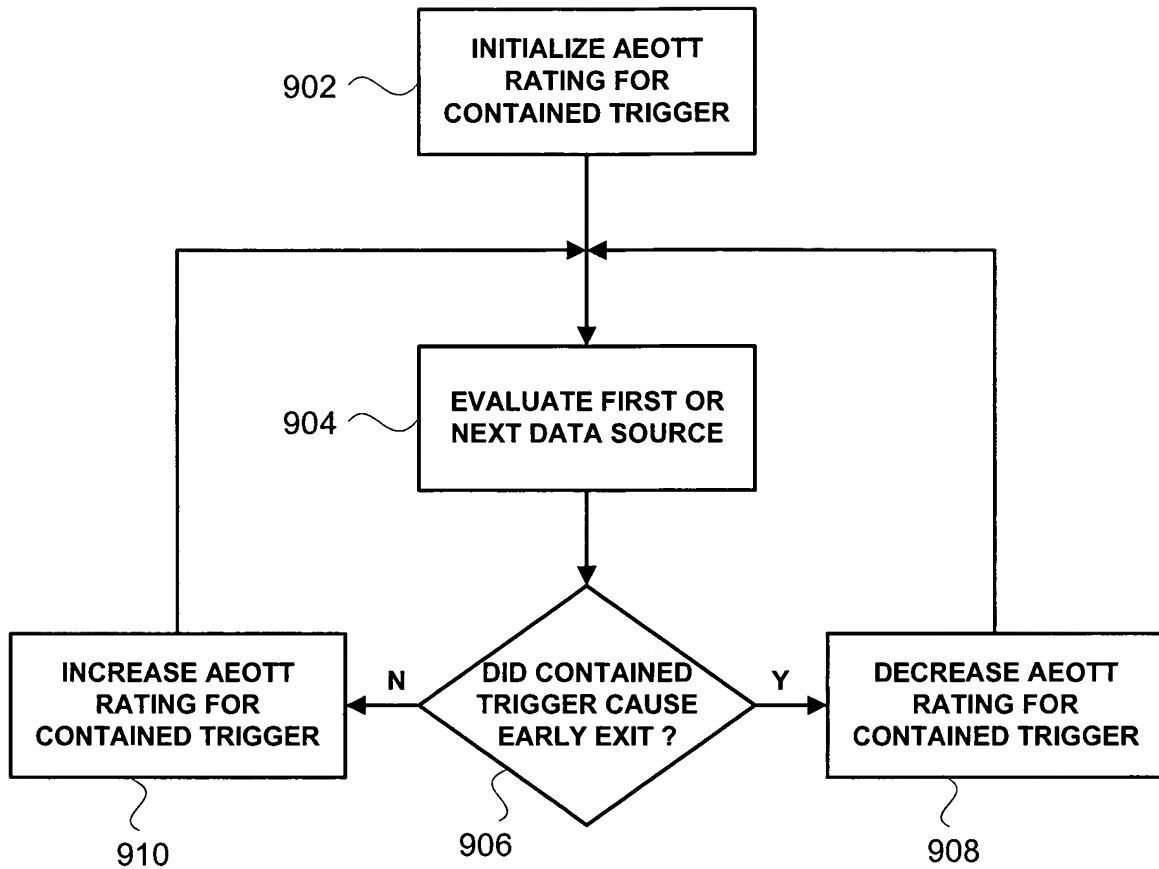 INITIALIZE AEOTT
RATING FOR
CONTAINED TRIGGER
902
EVALUATE FIRST OR
NEXT DATA SOURCE
904
DID CONTAINED
TRIGGER CAUSE
EARLY EXIT ?
906
N
Y
INCREASE AEOTT
RATING FOR
CONTAINED TRIGGER
910
DECREASE AEOTT
RATING FOR
CONTAINED TRIGGER
908